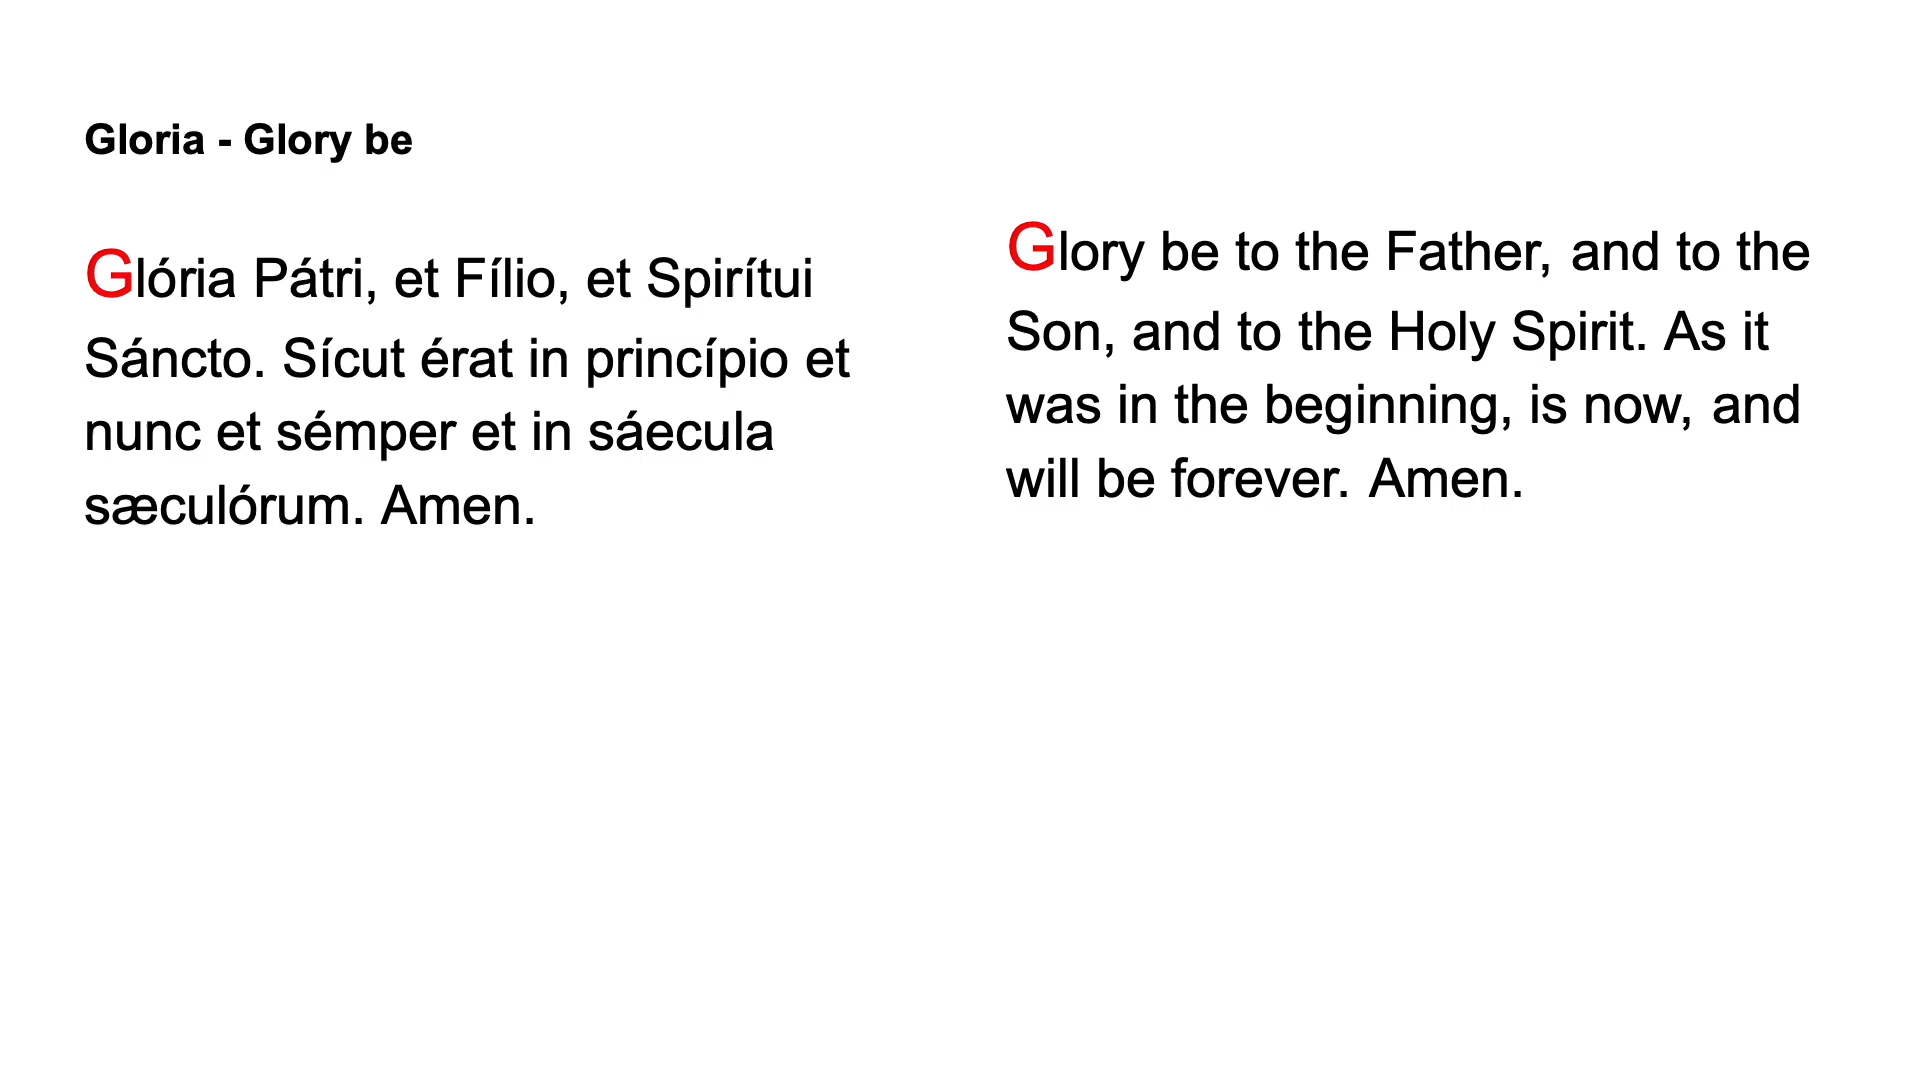 Gloria - Glory be
Glória Pátri, et Fílio, et Spirítui
Sáncto. Sícut érat in princípio et
nunc et sémper et in sáecula
sæculórum. Amen.
Glory be to the Father, and to the
Son, and to the Holy Spirit. As it
was in the beginning, is now, and
will be forever. Amen.